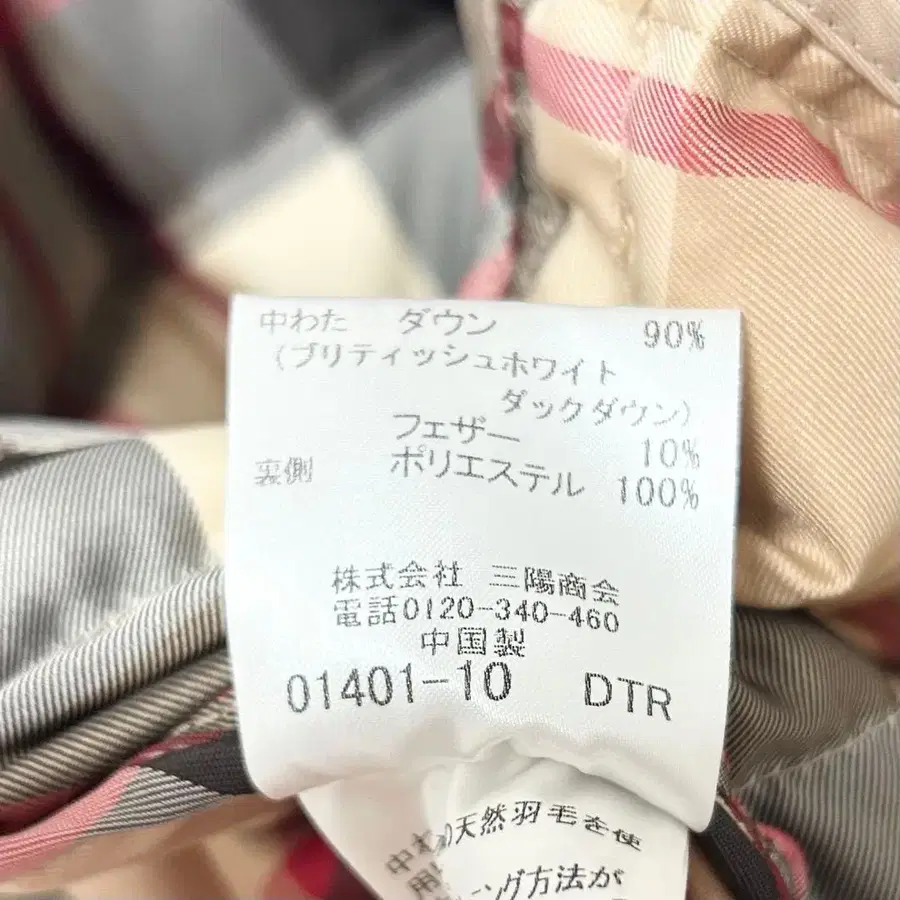 中わた ダウン 90%
(ブリティッシュホワイト
ダックダウン)
フェザー 10%
裏側 ポリエステル 100%
株式会社 三陽商会
電話0120-340-460
中国製
01401-10 DTR
天然羽毛を使
方法が